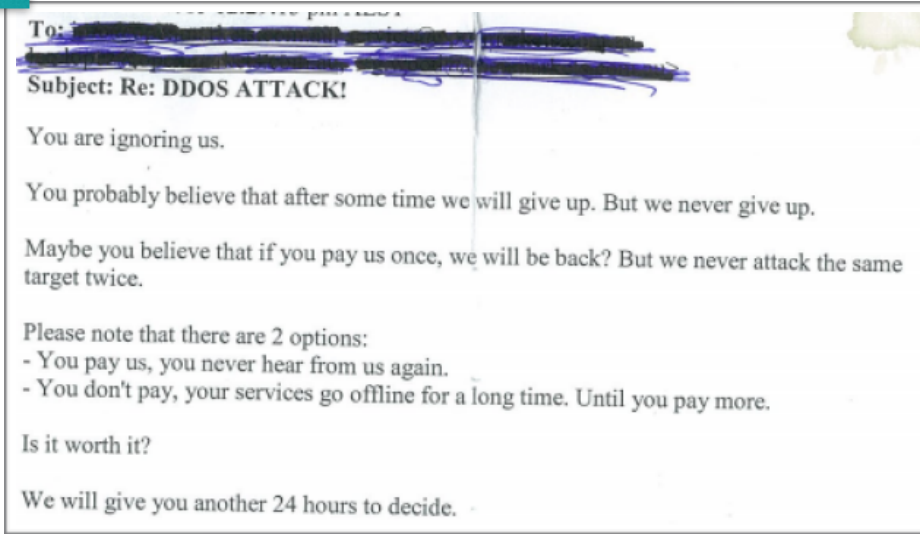 To:
Subject: Re: DDOS ATTACK!
You are ignoring us.
You probably believe that after some time we will give up. But we never give up.
Maybe you believe that if you pay us once, we will be back? But we never attack the same
target twice.
Please note that there are 2 options:
- You pay us, you never hear from us again.
- You don't pay, your services go offline for a long time. Until you pay more.
Is it worth it?
We will give you another 24 hours to decide.